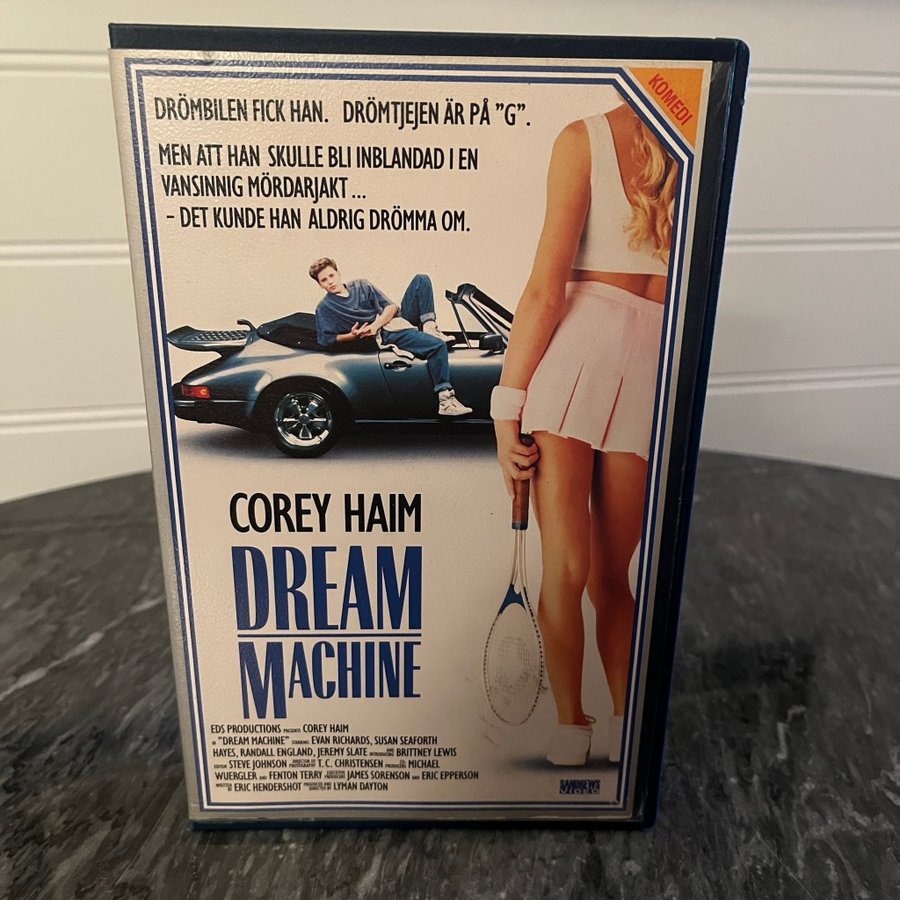 KOMEDI
DRÖMBILEN FICK HAN. DRÖMTJEJEN ÄR PÅ "G".
MEN ATT HAN SKULLE BLI INBLANDAD I EN
VANSINNIG MÖRDARJAKT...
– DET KUNDE HAN ALDRIG DRÖMMA OM.
COREY HAIM
DREAM
MACHINE
EDS PRODUCTIONS PRESENTS COREY HAIM
IN "DREAM MACHINE" STARRING EVAN RICHARDS, SUSAN SEAFORTH
HAYES, RANDALL ENGLAND, JEREMY SLATE AND INTRODUCING BRITTNEY LEWIS
EDITOR STEVE JOHNSON DIRECTOR OF PHOTOGRAPHY T. C. CHRISTENSEN CO-PRODUCERS MICHAEL
WUERGLER AND FENTON TERRY EXECUTIVE PRODUCERS JAMES SORENSON AND ERIC EPPERSON
WRITTEN BY ERIC HENDERSHOT PRODUCED AND DIRECTED BY LYMAN DAYTON
SANDREWS
VIDEO